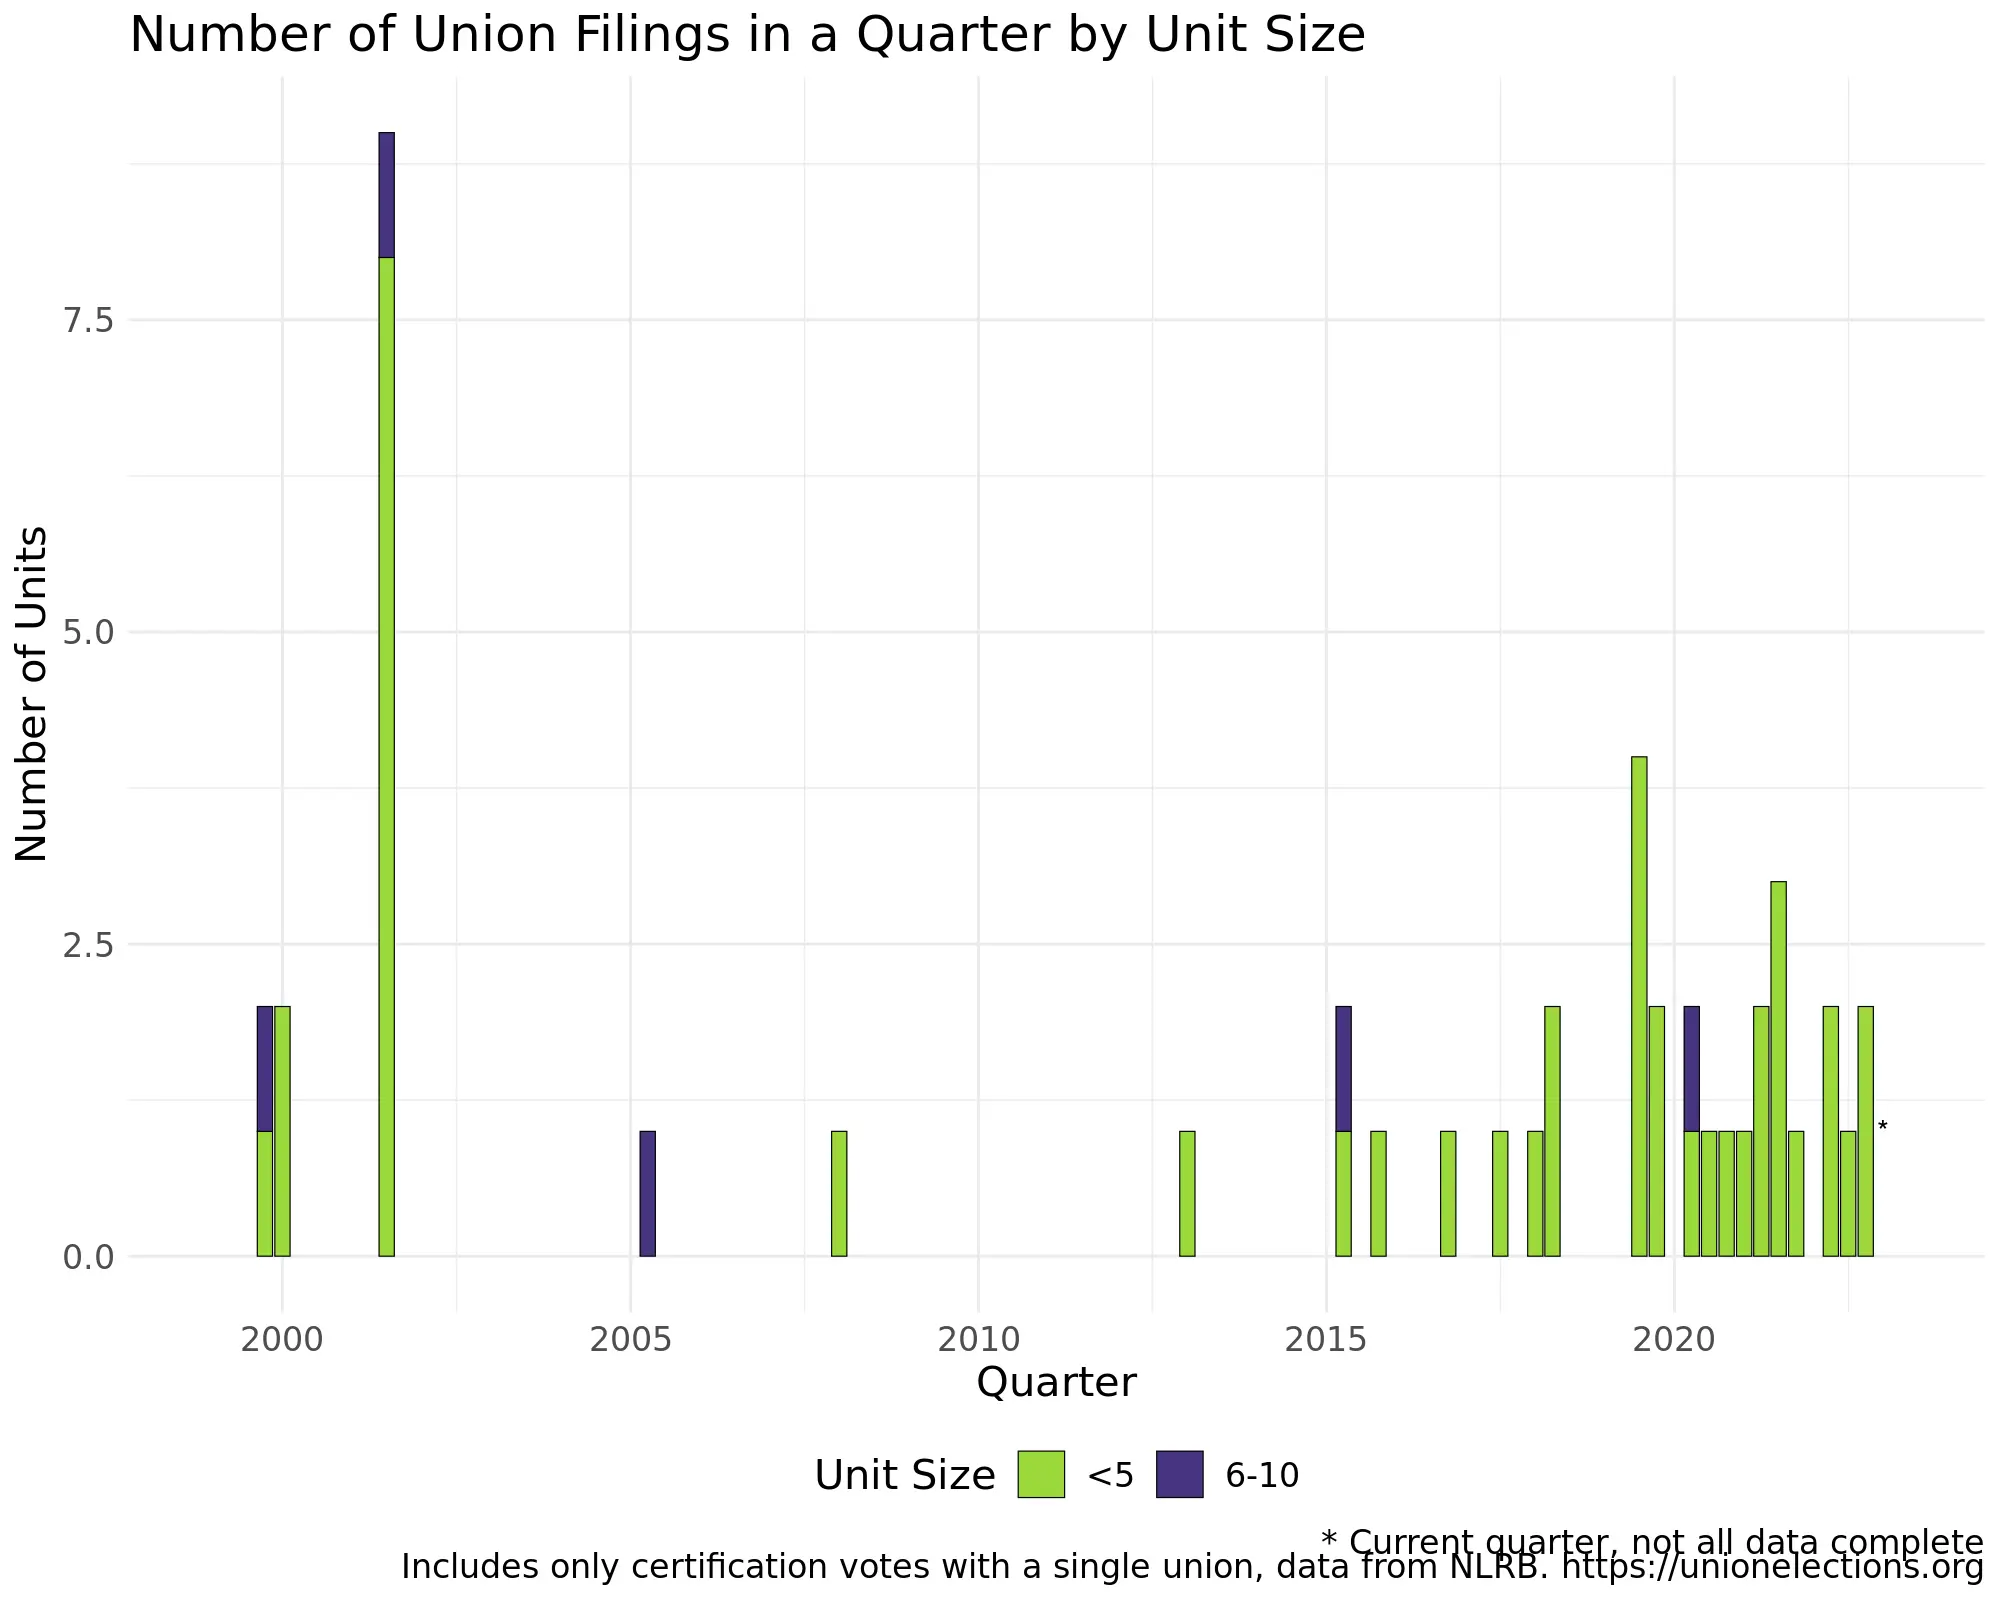 Number of Union Filings in a Quarter by Unit Size
Number of Units
7.5
5.0
2.5
0.0
*
2000 2005 2010 2015 2020
Quarter
Unit Size <5 6-10
* Current quarter, not all data complete
Includes only certification votes with a single union, data from NLRB. https://unionelections.org